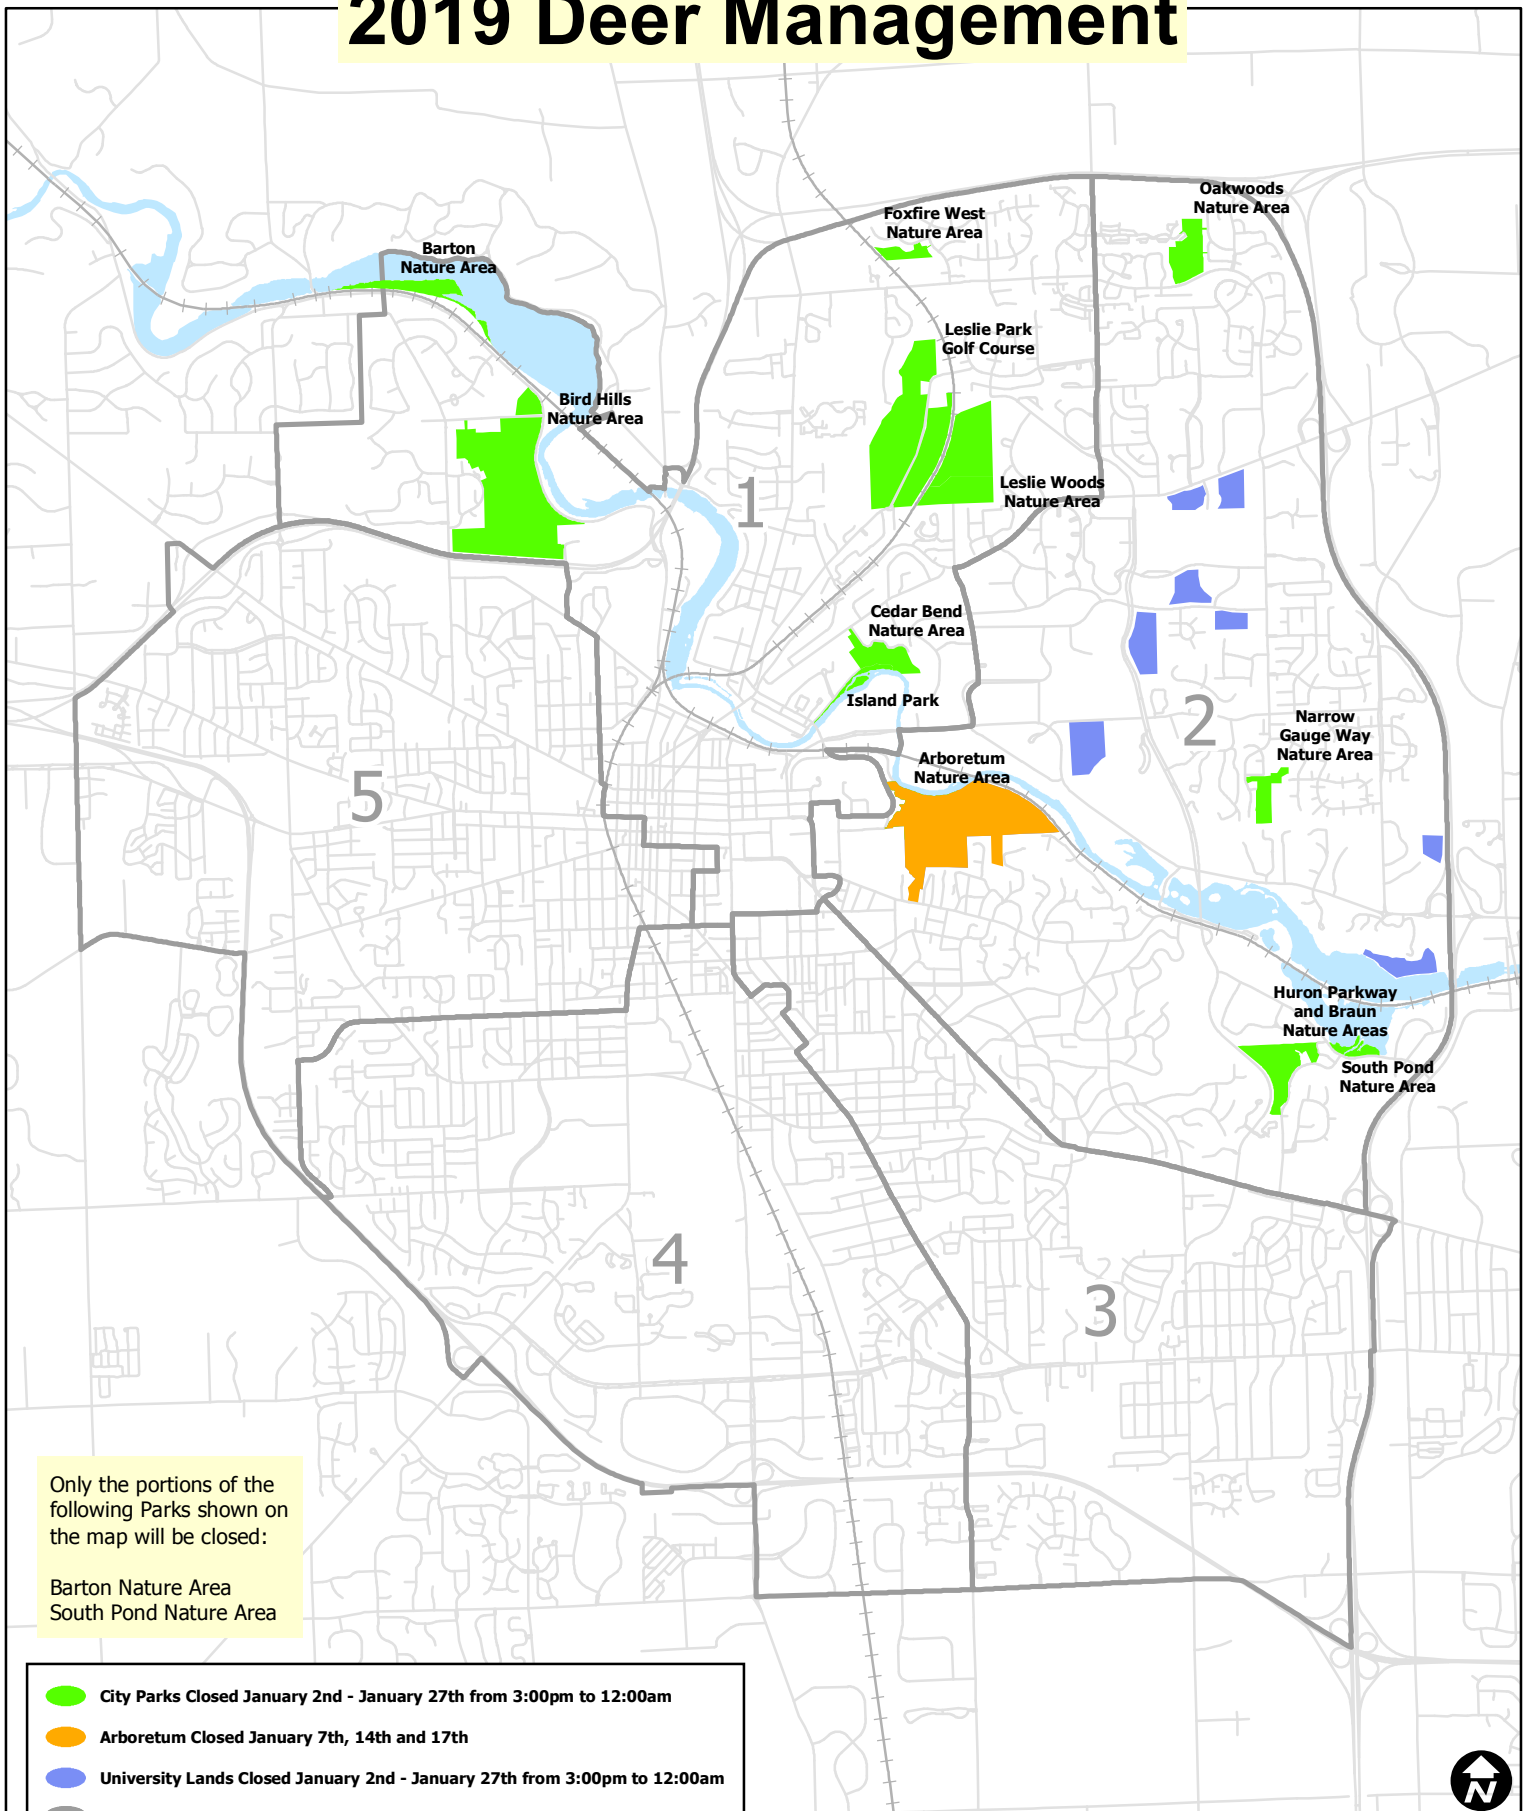 2019 Deer Management
Oakwoods
Nature Area
Foxfire West
Nature Area
Barton
Nature Area
Leslie Park
Golf Course
Bird Hills
Nature Area
Leslie Woods
Nature Area
1
Cedar Bend
Nature Area
Island Park
2
Narrow
Gauge Way
Nature Area
Arboretum
Nature Area
5
Huron Parkway
and Braun
Nature Areas
South Pond
Nature Area
4
3
Only the portions of the
following Parks shown on
the map will be closed:
Barton Nature Area
South Pond Nature Area
City Parks Closed January 2nd - January 27th from 3:00pm to 12:00am
Arboretum Closed January 7th, 14th and 17th
University Lands Closed January 2nd - January 27th from 3:00pm to 12:00am
N